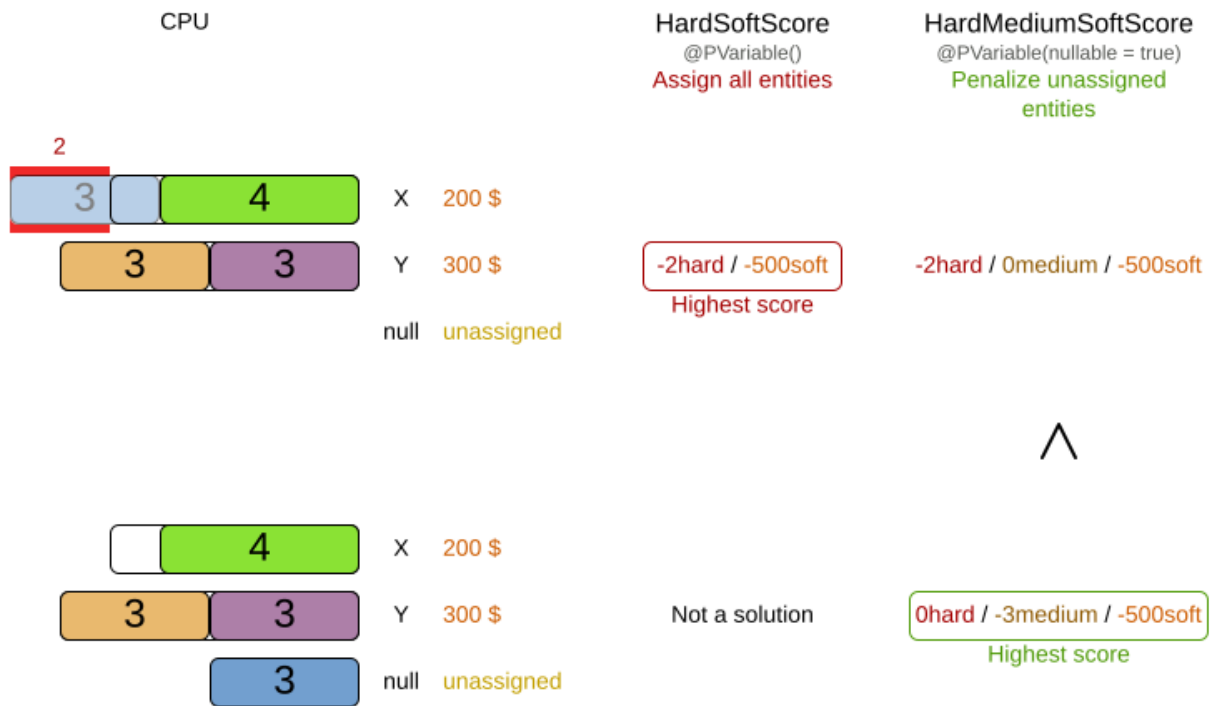 CPU
HardSoftScore
HardMediumSoftScore
@PVariable()
@PVariable(nullable = true)
Assign all entities
Penalize unassigned
entities
2
3 4 X 200 $
3 3 Y 300 $ -2hard / -500soft -2hard / 0medium / -500soft
Highest score
null unassigned
4 X 200 $
3 3 Y 300 $ Not a solution 0hard / -3medium / -500soft
Highest score
3 null unassigned